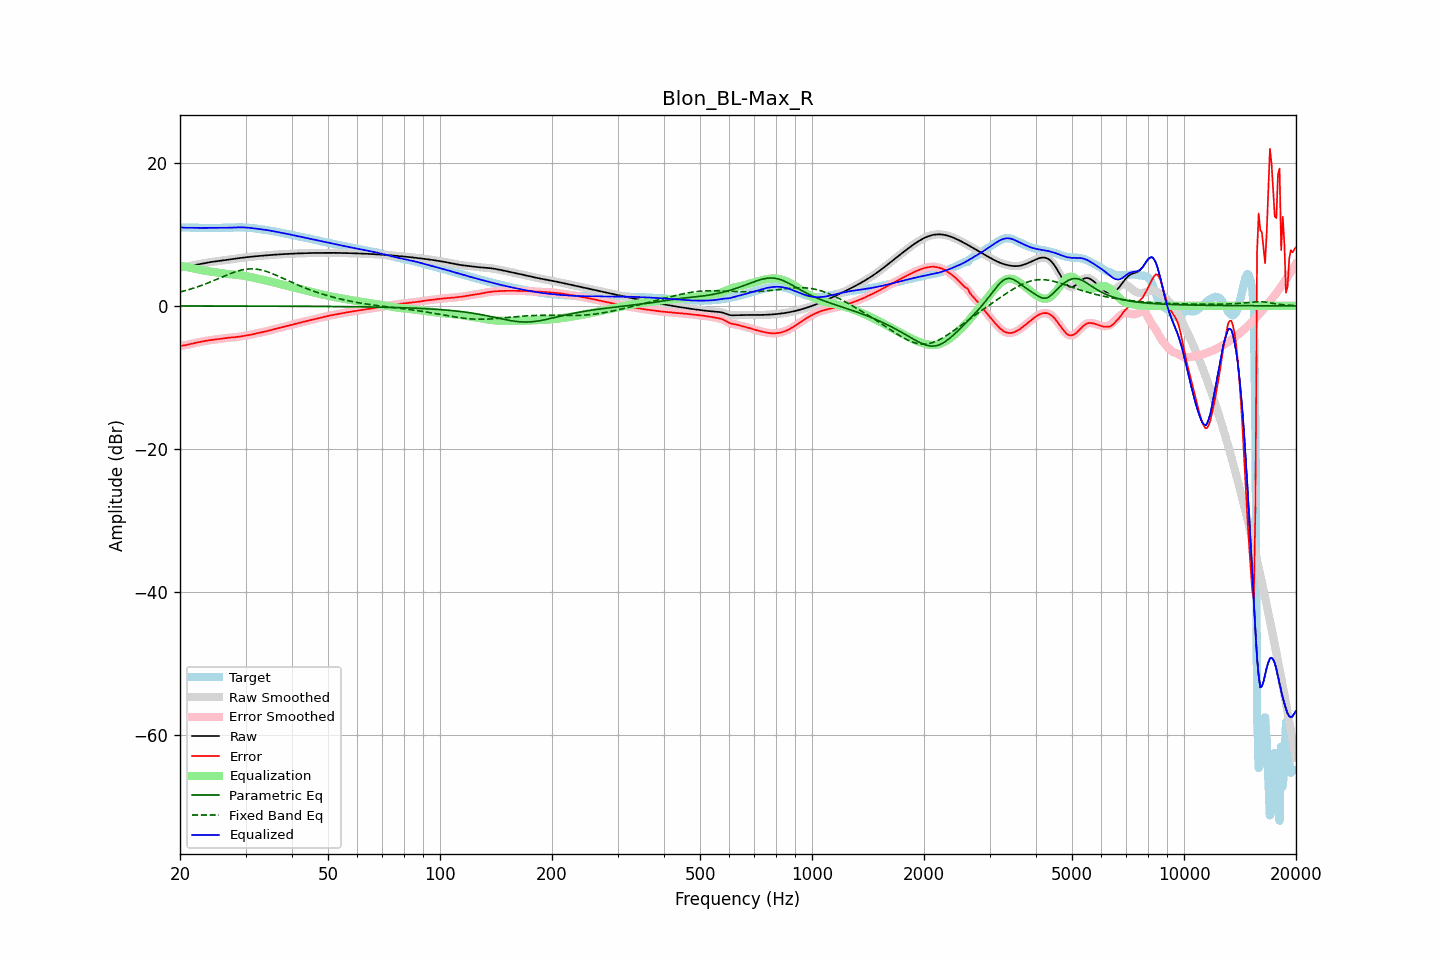 Blon_BL-Max_R
Amplitude (dBr)
20
0
−20
−40
−60
Target
Raw Smoothed
Error Smoothed
Raw
Error
Equalization
Parametric Eq
Fixed Band Eq
Equalized
20 50 100 200 500 1000 2000 5000 10000 20000
Frequency (Hz)